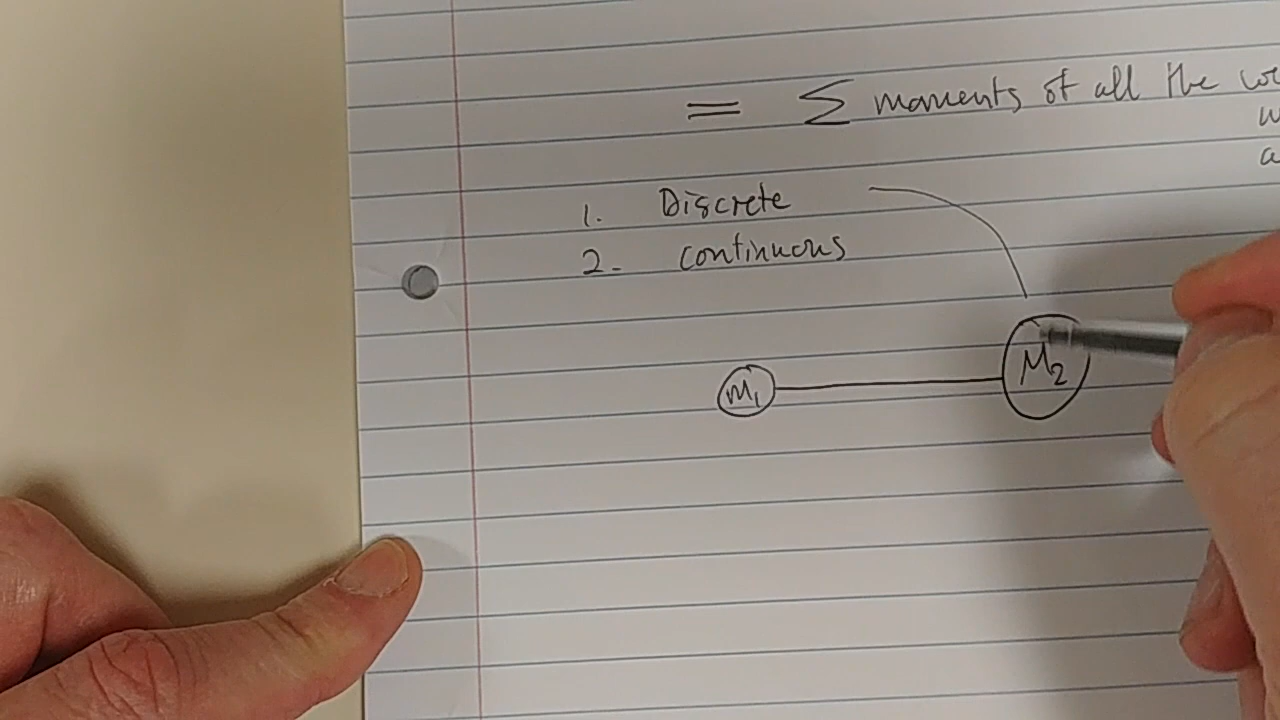 = Σ moments of all the
1. Discrete
2. continuous
M₁
M₂